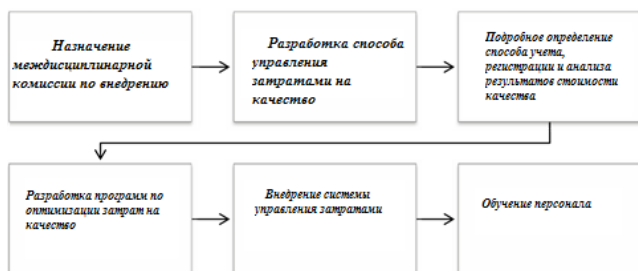 Назначение
междисциплинарной
комиссии по внедрению
Разработка способа
управления
затратами на
качество
Подробное определение
способа учета,
регистрации и анализа
результатов стоимости
качества
Разработка программ по
оптимизации затрат на
качество
Внедрение системы
управления затратами
Обучение персонала